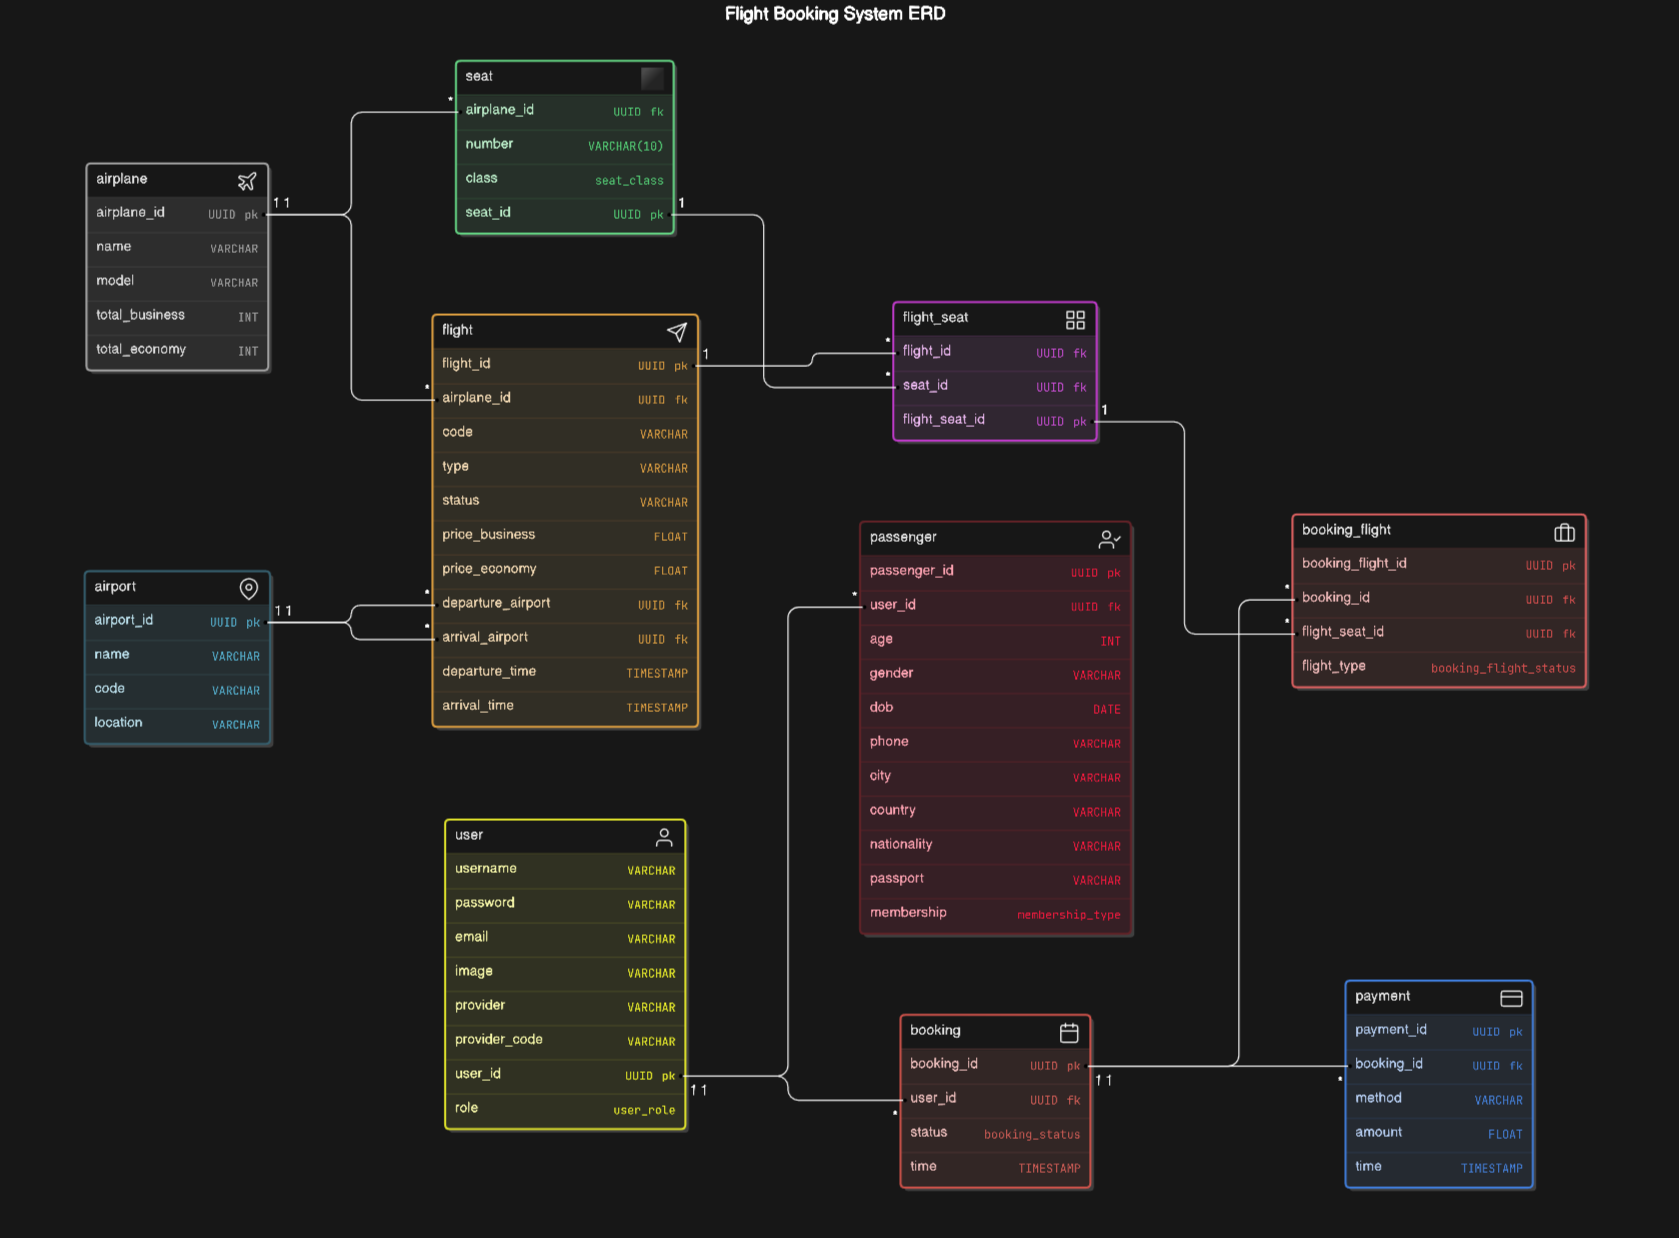 Flight Booking System ERD
seat
airplane_id UUID fk
number VARCHAR(10)
class seat_class
seat_id UUID pk
*
1
airplane
airplane_id UUID pk
name VARCHAR
model VARCHAR
total_business INT
total_economy INT
1 1
flight
flight_id UUID pk
airplane_id UUID fk
code VARCHAR
type VARCHAR
status VARCHAR
price_business FLOAT
price_economy FLOAT
departure_airport UUID fk
arrival_airport UUID fk
departure_time TIMESTAMP
arrival_time TIMESTAMP
1
*
*
*
flight_seat
flight_id UUID fk
seat_id UUID fk
flight_seat_id UUID pk
*
*
1
airport
airport_id UUID pk
name VARCHAR
code VARCHAR
location VARCHAR
1 1
passenger
passenger_id UUID pk
user_id UUID fk
age INT
gender VARCHAR
dob DATE
phone VARCHAR
city VARCHAR
country VARCHAR
nationality VARCHAR
passport VARCHAR
membership membership_type
*
booking_flight
booking_flight_id UUID pk
booking_id UUID fk
flight_seat_id UUID fk
flight_type booking_flight_status
*
*
user
username VARCHAR
password VARCHAR
email VARCHAR
image VARCHAR
provider VARCHAR
provider_code VARCHAR
user_id UUID pk
role user_role
1 1
booking
booking_id UUID pk
user_id UUID fk
status booking_status
time TIMESTAMP
1 1
*
payment
payment_id UUID pk
booking_id UUID fk
method VARCHAR
amount FLOAT
time TIMESTAMP
*